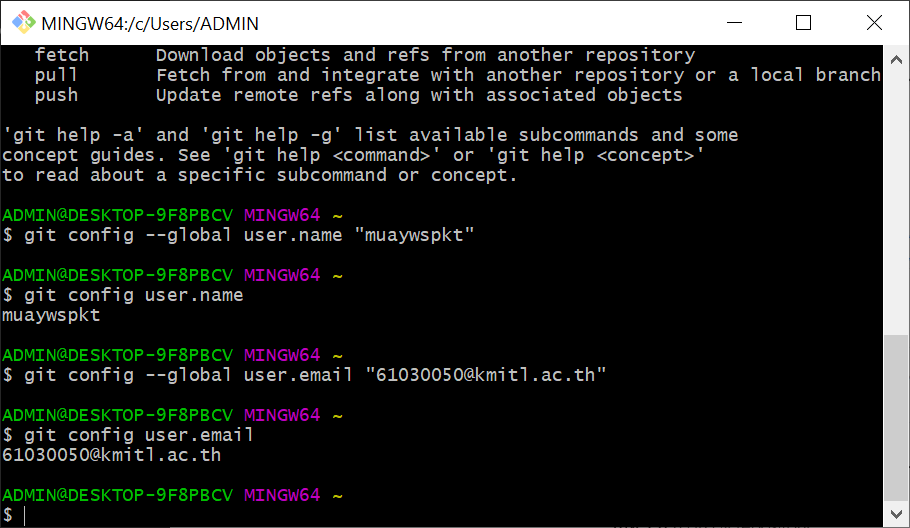 MINGW64:/c/Users/ADMIN
   fetch      Download objects and refs from another repository
   pull       Fetch from and integrate with another repository or a local branch
   push       Update remote refs along with associated objects
'git help -a' and 'git help -g' list available subcommands and some
concept guides. See 'git help <command>' or 'git help <concept>'
to read about a specific subcommand or concept.
ADMIN@DESKTOP-9F8PBCV MINGW64 ~
$ git config --global user.name "muaywspkt"
ADMIN@DESKTOP-9F8PBCV MINGW64 ~
$ git config user.name
muaywspkt
ADMIN@DESKTOP-9F8PBCV MINGW64 ~
$ git config --global user.email "61030050@kmitl.ac.th"
ADMIN@DESKTOP-9F8PBCV MINGW64 ~
$ git config user.email
61030050@kmitl.ac.th
ADMIN@DESKTOP-9F8PBCV MINGW64 ~
$